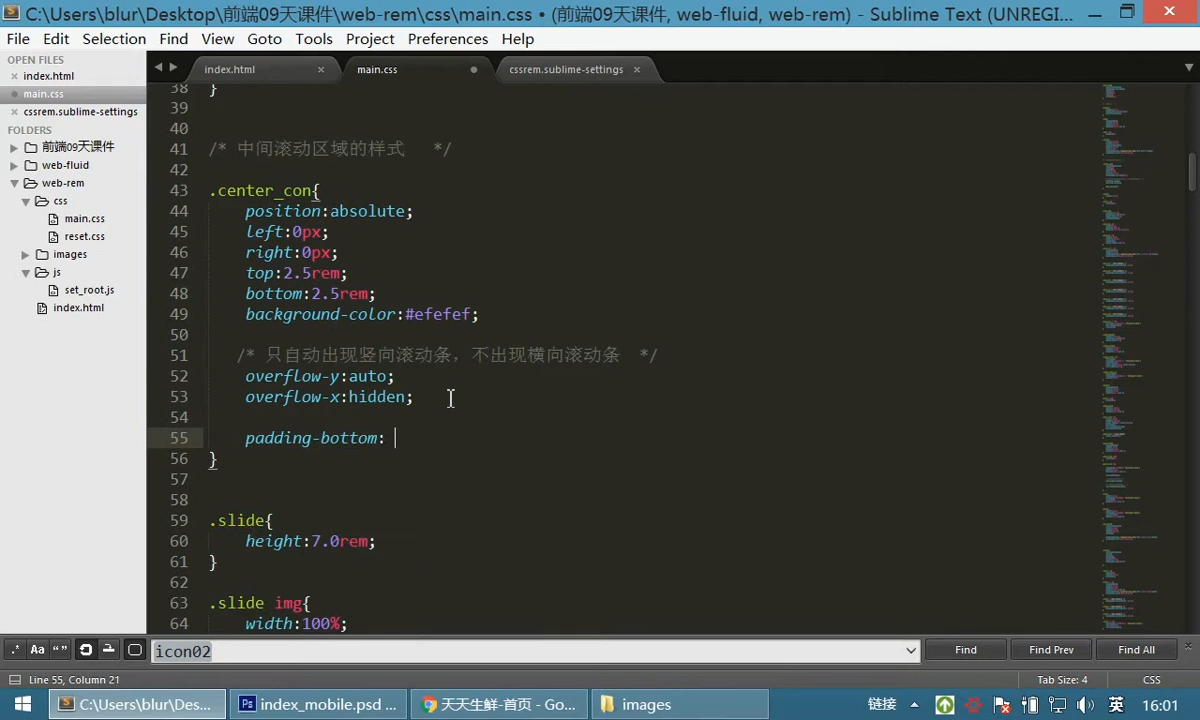 C:\Users\blur\Desktop\前端09天课件\web-rem\css\main.css • (前端09天课件, web-fluid, web-rem) - Sublime Text (UNREGI...
File Edit Selection Find View Goto Tools Project Preferences Help
OPEN FILES
index.html
main.css
cssrem.sublime-settings
FOLDERS
前端09天课件
web-fluid
web-rem
css
main.css
reset.css
images
js
set_root.js
index.html
index.html × main.css cssrem.sublime-settings ×
38 }
39
40
41 /* 中间滚动区域的样式 */
42
43 .center_con{
44 position:absolute;
45 left:0px;
46 right:0px;
47 top:2.5rem;
48 bottom:2.5rem;
49 background-color:#efefef;
50
51 /* 只自动出现竖向滚动条，不出现横向滚动条 */
52 overflow-y:auto;
53 overflow-x:hidden;
54
55 padding-bottom:
56 }
57
58
59 .slide{
60 height:7.0rem;
61 }
62
63 .slide img{
64 width:100%;
.* Aa “” icon02 Find Find Prev Find All
Line 55, Column 21 Tab Size: 4 CSS
C:\Users\blur\Des... Ps index_mobile.psd ... 天天生鲜-首页 - Go... images 链接 英 16:01